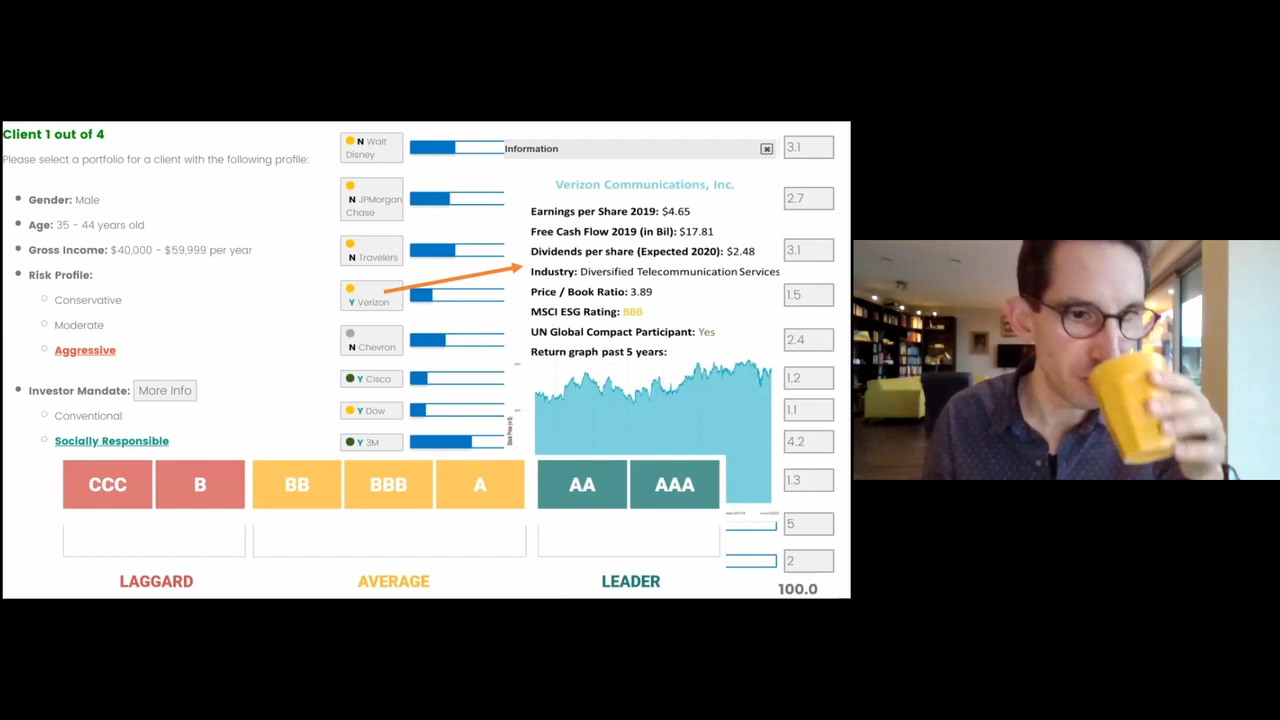 Client 1 out of 4
Please select a portfolio for a client with the following profile:
Gender: Male
Age: 35 - 44 years old
Gross Income: $40,000 - $59,999 per year
Risk Profile:
Conservative
Moderate
Aggressive
Investor Mandate: More Info
Conventional
Socially Responsible
N Walt
Disney
N JPMorgan
Chase
N Travelers
Y Verizon
N Chevron
Y Cisco
Y Dow
Y 3M
Information
Verizon Communications, Inc.
Earnings per Share 2019: $4.65
Free Cash Flow 2019 (in Bil): $17.81
Dividends per share (Expected 2020): $2.48
Industry: Diversified Telecommunication Services
Price / Book Ratio: 3.89
MSCI ESG Rating: BBB
UN Global Compact Participant: Yes
Return graph past 5 years:
3.1
2.7
3.1
1.5
2.4
1.2
1.1
4.2
1.3
5
2
100.0
CCC B BB BBB A AA AAA
LAGGARD AVERAGE LEADER